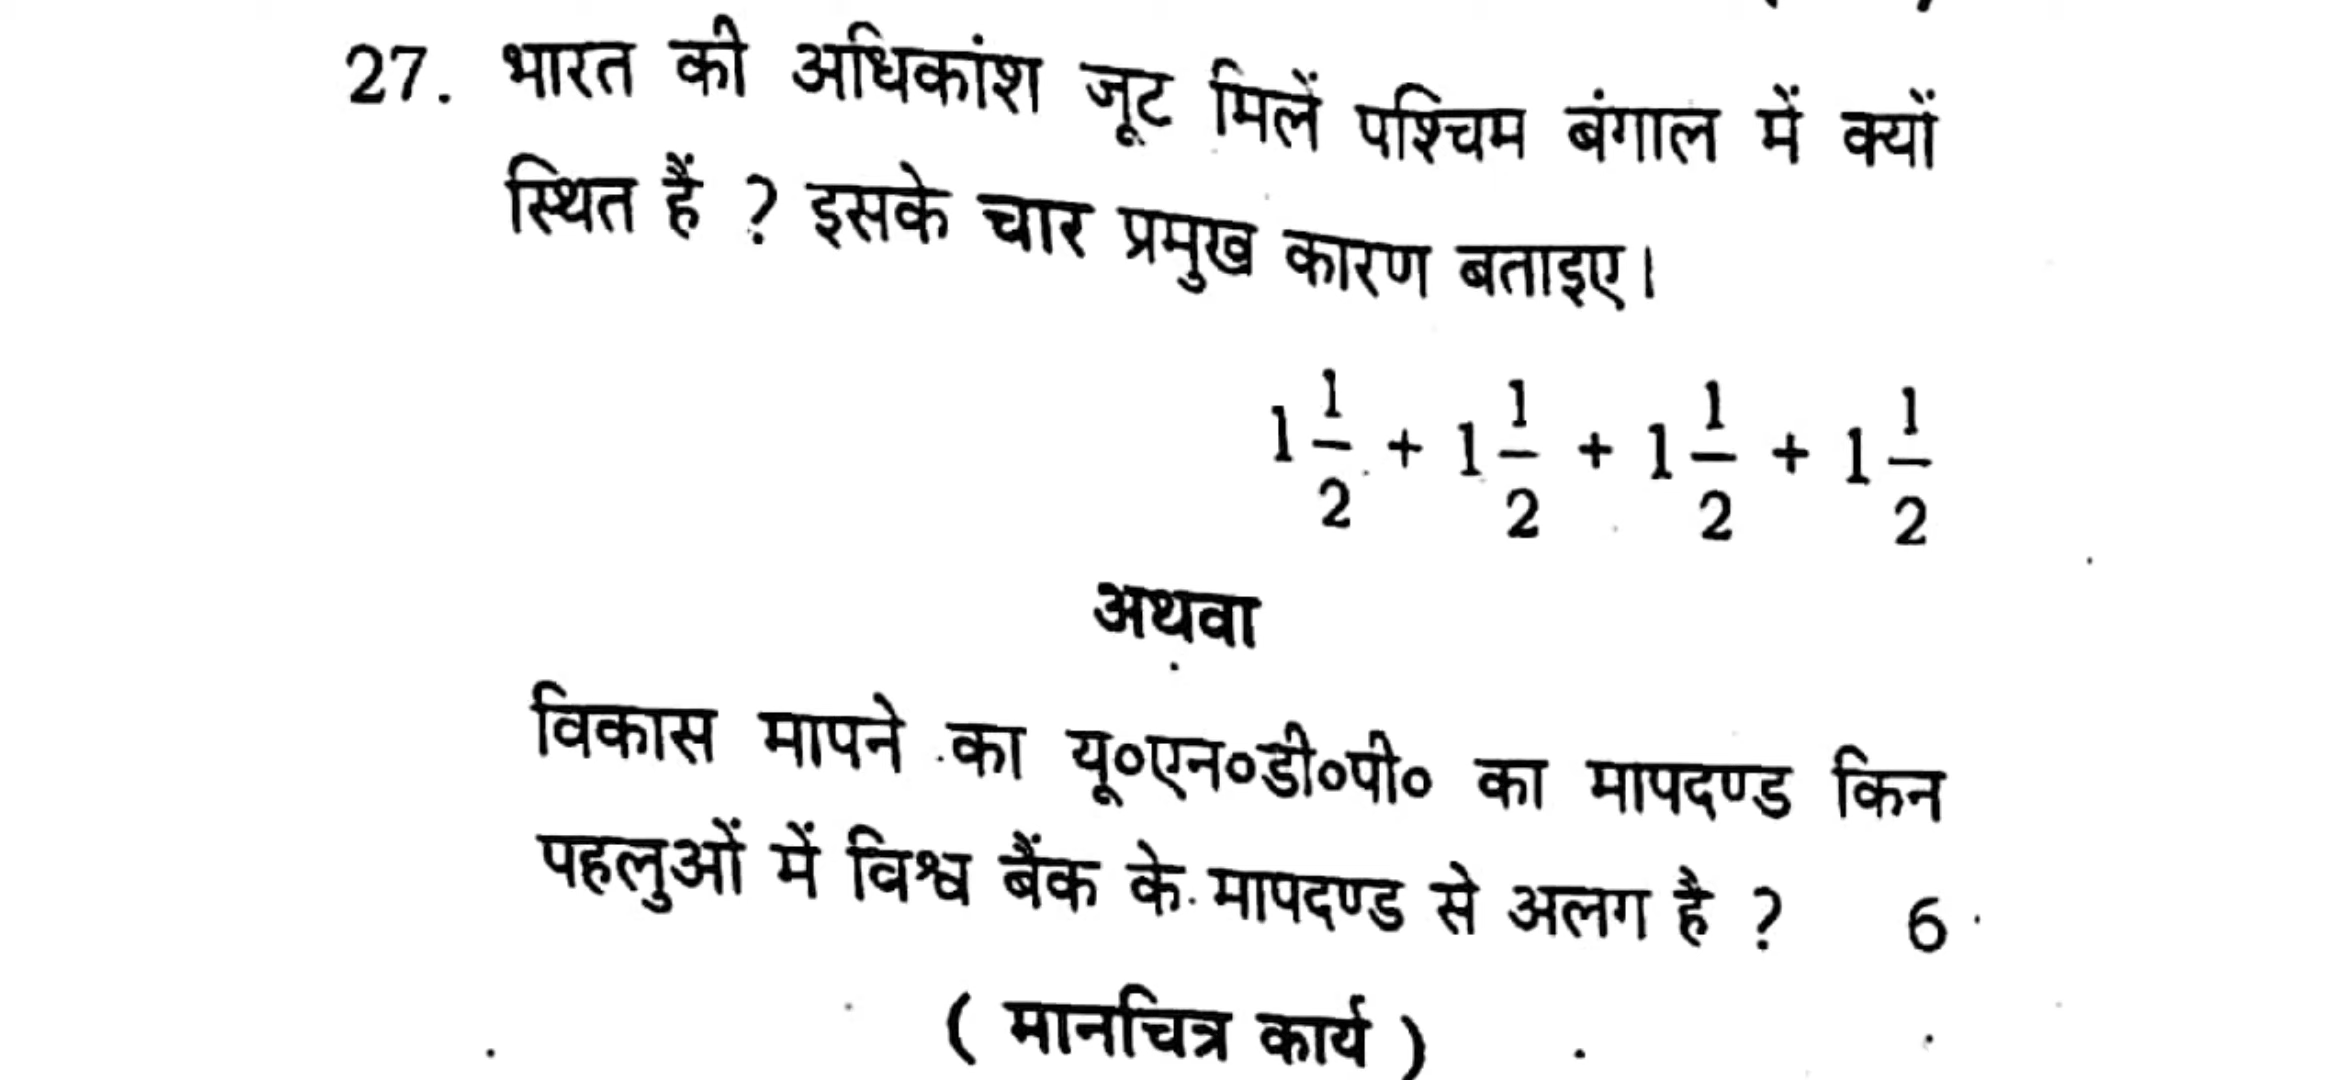 27. भारत की अधिकांश जूट मिलें पश्चिम बंगाल में क्यों
स्थित हैं ? इसके चार प्रमुख कारण बताइए।
1 1/2 + 1 1/2 + 1 1/2 + 1 1/2
अथवा
विकास मापने का यू०एन०डी०पी० का मापदण्ड किन
पहलुओं में विश्व बैंक के मापदण्ड से अलग है ? 6
( मानचित्र कार्य )